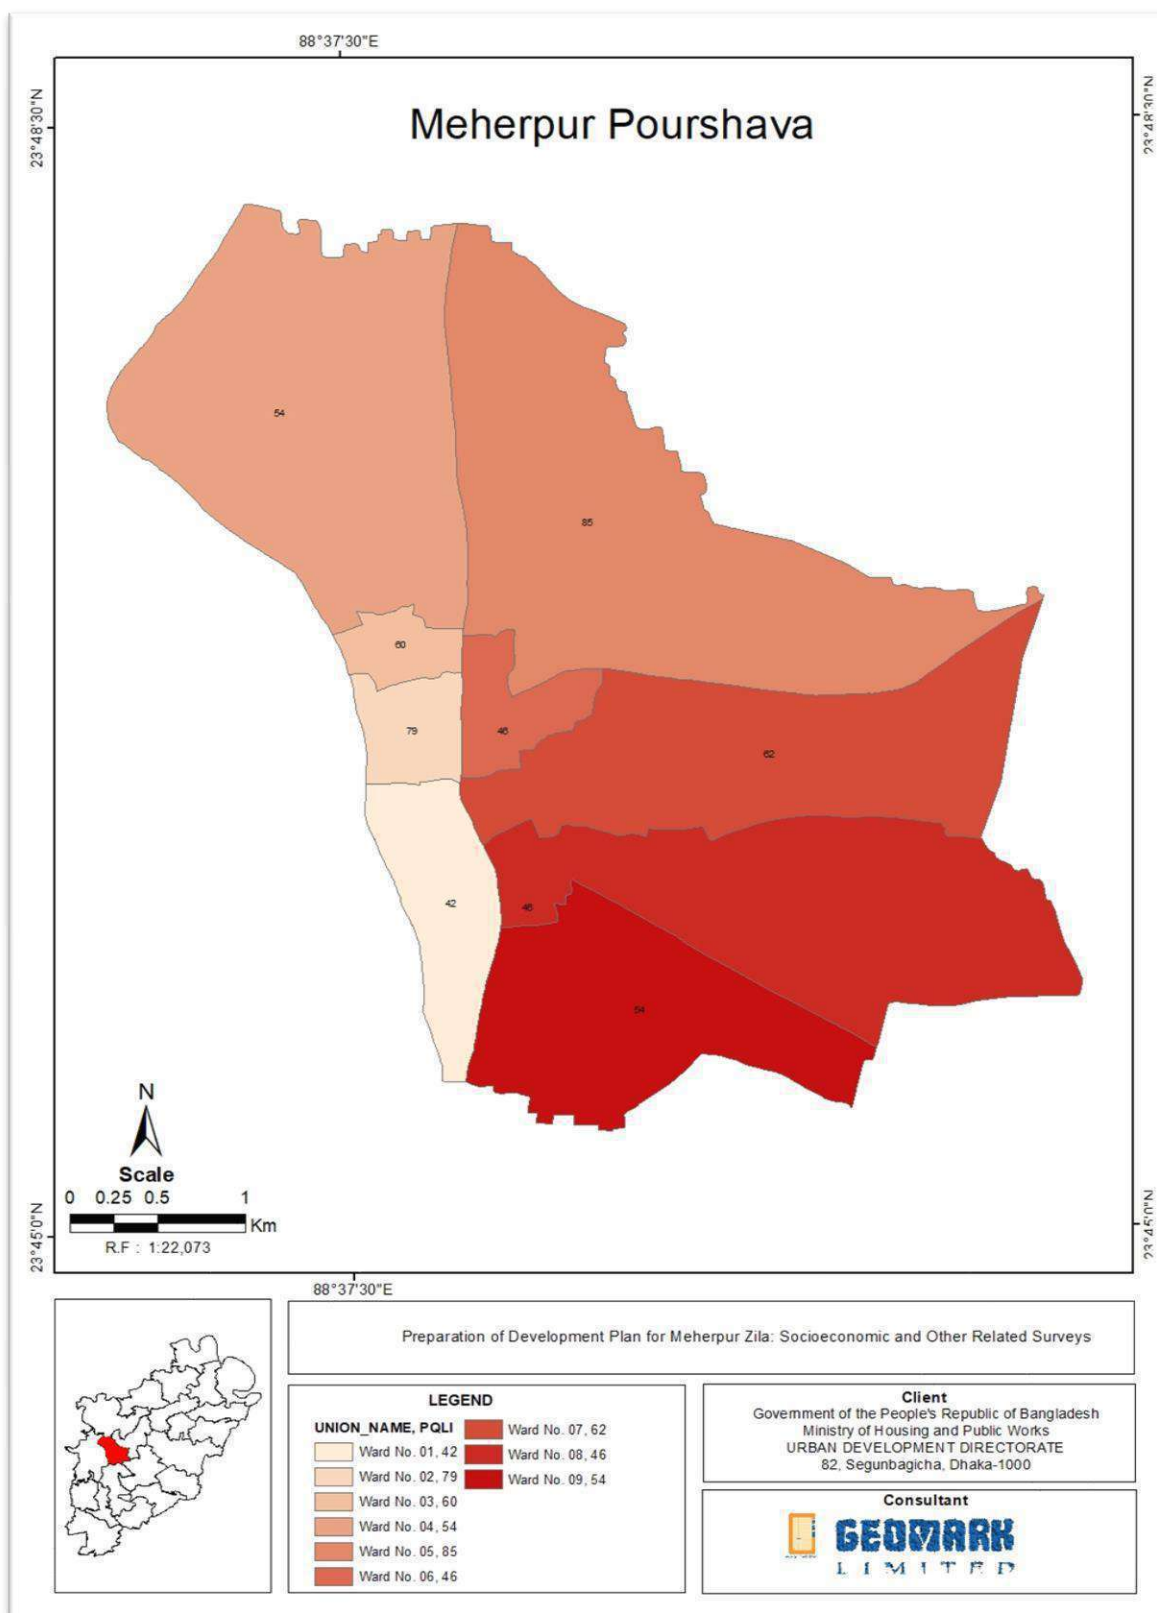 88°37'30"E
23°48'30"N
23°48'30"N
Meherpur Pourshava
54
85
60
79
46
62
42
46
54
N
Scale
0 0.25 0.5 1
Km
R.F : 1:22,073
23°45'0"N
23°45'0"N
88°37'30"E
Preparation of Development Plan for Meherpur Zila: Socioeconomic and Other Related Surveys
LEGEND
UNION_NAME, PQLI
Ward No. 01, 42
Ward No. 02, 79
Ward No. 03, 60
Ward No. 04, 54
Ward No. 05, 85
Ward No. 06, 46
Ward No. 07, 62
Ward No. 08, 46
Ward No. 09, 54
Client
Government of the People's Republic of Bangladesh
Ministry of Housing and Public Works
URBAN DEVELOPMENT DIRECTORATE
82, Segunbagicha, Dhaka-1000
Consultant
GEOMARK
LIMITED